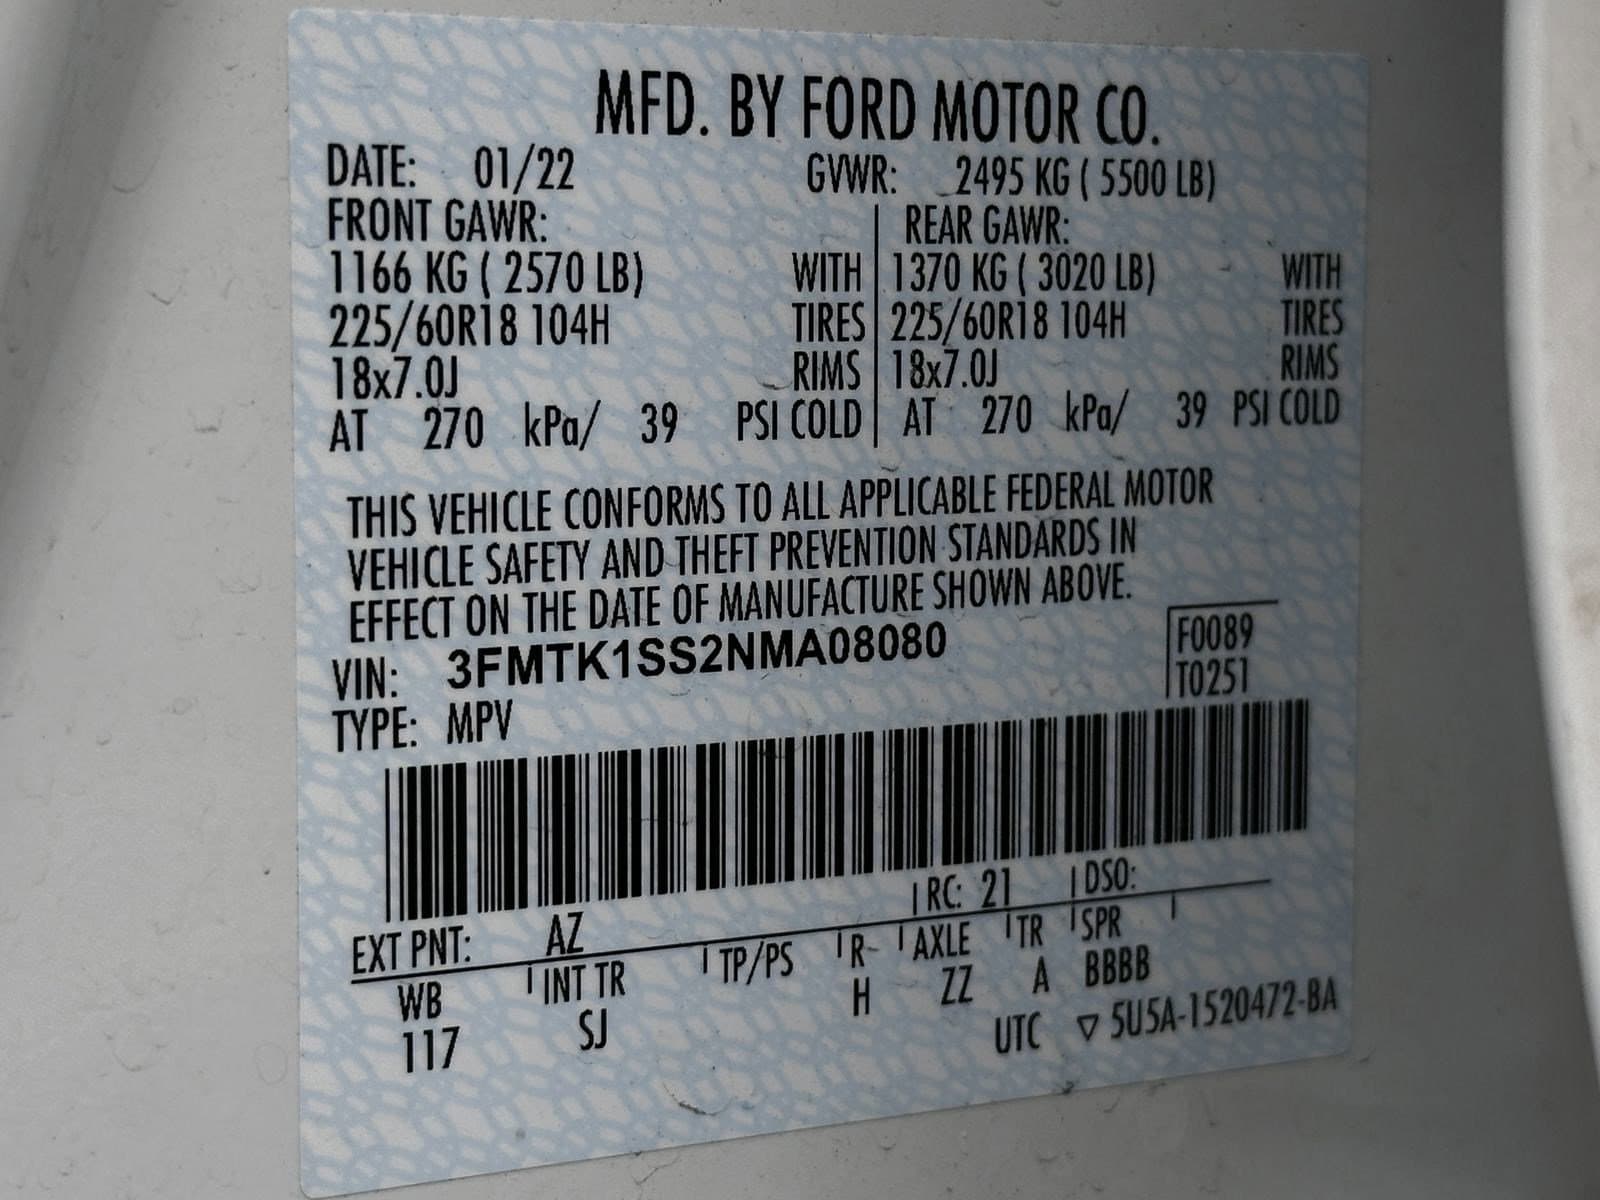 MFD. BY FORD MOTOR CO.
DATE: 01/22 GVWR: 2495 KG ( 5500 LB)
FRONT GAWR: REAR GAWR:
1166 KG ( 2570 LB) WITH 1370 KG ( 3020 LB) WITH
225/60R18 104H TIRES 225/60R18 104H TIRES
18x7.0J RIMS 18x7.0J RIMS
AT 270 kPa/ 39 PSI COLD AT 270 kPa/ 39 PSI COLD
THIS VEHICLE CONFORMS TO ALL APPLICABLE FEDERAL MOTOR
VEHICLE SAFETY AND THEFT PREVENTION STANDARDS IN
EFFECT ON THE DATE OF MANUFACTURE SHOWN ABOVE.
VIN: 3FMTK1SS2NMA08080 F0089
TYPE: MPV T0251
RC: 21 DSO:
EXT PNT: AZ
WB INT TR TP/PS R AXLE TR SPR
117 SJ H ZZ A BBBB
UTC ▽ 5U5A-1520472-BA